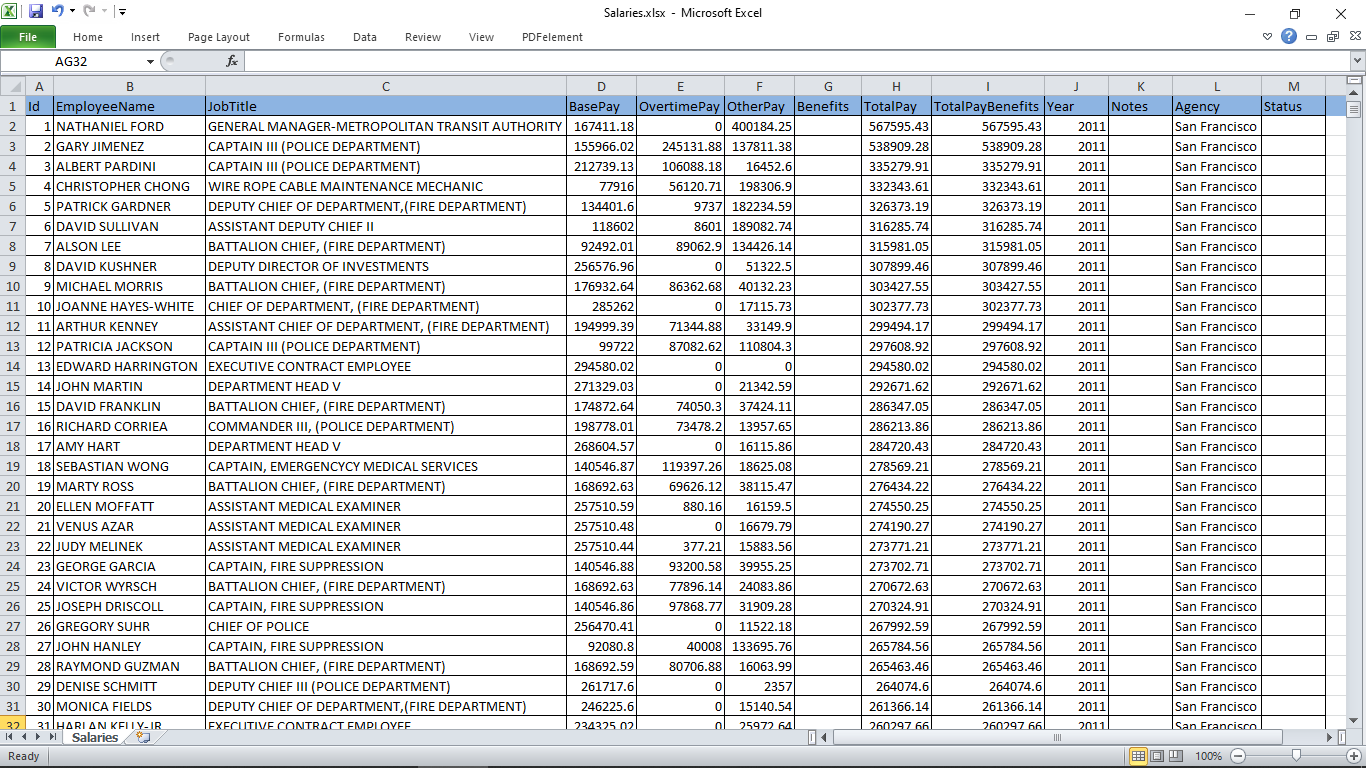 Salaries.xlsx - Microsoft Excel
File Home Insert Page Layout Formulas Data Review View PDFelement
AG32 fx
A B C D E F G H I J K L M
1 Id EmployeeName JobTitle BasePay OvertimePay OtherPay Benefits TotalPay TotalPayBenefits Year Notes Agency Status
2 1 NATHANIEL FORD GENERAL MANAGER-METROPOLITAN TRANSIT AUTHORITY 167411.18 0 400184.25 567595.43 567595.43 2011 San Francisco
3 2 GARY JIMENEZ CAPTAIN III (POLICE DEPARTMENT) 155966.02 245131.88 137811.38 538909.28 538909.28 2011 San Francisco
4 3 ALBERT PARDINI CAPTAIN III (POLICE DEPARTMENT) 212739.13 106088.18 16452.6 335279.91 335279.91 2011 San Francisco
5 4 CHRISTOPHER CHONG WIRE ROPE CABLE MAINTENANCE MECHANIC 77916 56120.71 198306.9 332343.61 332343.61 2011 San Francisco
6 5 PATRICK GARDNER DEPUTY CHIEF OF DEPARTMENT,(FIRE DEPARTMENT) 134401.6 9737 182234.59 326373.19 326373.19 2011 San Francisco
7 6 DAVID SULLIVAN ASSISTANT DEPUTY CHIEF II 118602 8601 189082.74 316285.74 316285.74 2011 San Francisco
8 7 ALSON LEE BATTALION CHIEF, (FIRE DEPARTMENT) 92492.01 89062.9 134426.14 315981.05 315981.05 2011 San Francisco
9 8 DAVID KUSHNER DEPUTY DIRECTOR OF INVESTMENTS 256576.96 0 51322.5 307899.46 307899.46 2011 San Francisco
10 9 MICHAEL MORRIS BATTALION CHIEF, (FIRE DEPARTMENT) 176932.64 86362.68 40132.23 303427.55 303427.55 2011 San Francisco
11 10 JOANNE HAYES-WHITE CHIEF OF DEPARTMENT, (FIRE DEPARTMENT) 285262 0 17115.73 302377.73 302377.73 2011 San Francisco
12 11 ARTHUR KENNEY ASSISTANT CHIEF OF DEPARTMENT, (FIRE DEPARTMENT) 194999.39 71344.88 33149.9 299494.17 299494.17 2011 San Francisco
13 12 PATRICIA JACKSON CAPTAIN III (POLICE DEPARTMENT) 99722 87082.62 110804.3 297608.92 297608.92 2011 San Francisco
14 13 EDWARD HARRINGTON EXECUTIVE CONTRACT EMPLOYEE 294580.02 0 0 294580.02 294580.02 2011 San Francisco
15 14 JOHN MARTIN DEPARTMENT HEAD V 271329.03 0 21342.59 292671.62 292671.62 2011 San Francisco
16 15 DAVID FRANKLIN BATTALION CHIEF, (FIRE DEPARTMENT) 174872.64 74050.3 37424.11 286347.05 286347.05 2011 San Francisco
17 16 RICHARD CORRIEA COMMANDER III, (POLICE DEPARTMENT) 198778.01 73478.2 13957.65 286213.86 286213.86 2011 San Francisco
18 17 AMY HART DEPARTMENT HEAD V 268604.57 0 16115.86 284720.43 284720.43 2011 San Francisco
19 18 SEBASTIAN WONG CAPTAIN, EMERGENCYCY MEDICAL SERVICES 140546.87 119397.26 18625.08 278569.21 278569.21 2011 San Francisco
20 19 MARTY ROSS BATTALION CHIEF, (FIRE DEPARTMENT) 168692.63 69626.12 38115.47 276434.22 276434.22 2011 San Francisco
21 20 ELLEN MOFFATT ASSISTANT MEDICAL EXAMINER 257510.59 880.16 16159.5 274550.25 274550.25 2011 San Francisco
22 21 VENUS AZAR ASSISTANT MEDICAL EXAMINER 257510.48 0 16679.79 274190.27 274190.27 2011 San Francisco
23 22 JUDY MELINEK ASSISTANT MEDICAL EXAMINER 257510.44 377.21 15883.56 273771.21 273771.21 2011 San Francisco
24 23 GEORGE GARCIA CAPTAIN, FIRE SUPPRESSION 140546.88 93200.58 39955.25 273702.71 273702.71 2011 San Francisco
25 24 VICTOR WYRSCH BATTALION CHIEF, (FIRE DEPARTMENT) 168692.63 77896.14 24083.86 270672.63 270672.63 2011 San Francisco
26 25 JOSEPH DRISCOLL CAPTAIN, FIRE SUPPRESSION 140546.86 97868.77 31909.28 270324.91 270324.91 2011 San Francisco
27 26 GREGORY SUHR CHIEF OF POLICE 256470.41 0 11522.18 267992.59 267992.59 2011 San Francisco
28 27 JOHN HANLEY CAPTAIN, FIRE SUPPRESSION 92080.8 40008 133695.76 265784.56 265784.56 2011 San Francisco
29 28 RAYMOND GUZMAN BATTALION CHIEF, (FIRE DEPARTMENT) 168692.59 80706.88 16063.99 265463.46 265463.46 2011 San Francisco
30 29 DENISE SCHMITT DEPUTY CHIEF III (POLICE DEPARTMENT) 261717.6 0 2357 264074.6 264074.6 2011 San Francisco
31 30 MONICA FIELDS DEPUTY CHIEF OF DEPARTMENT,(FIRE DEPARTMENT) 246225.6 0 15140.54 261366.14 261366.14 2011 San Francisco
32 31 HARLAN KELLY-JR EXECUTIVE CONTRACT EMPLOYEE 234325.02 0 25972.64 260297.66 260297.66 2011 San Francisco
Salaries
Ready 100%